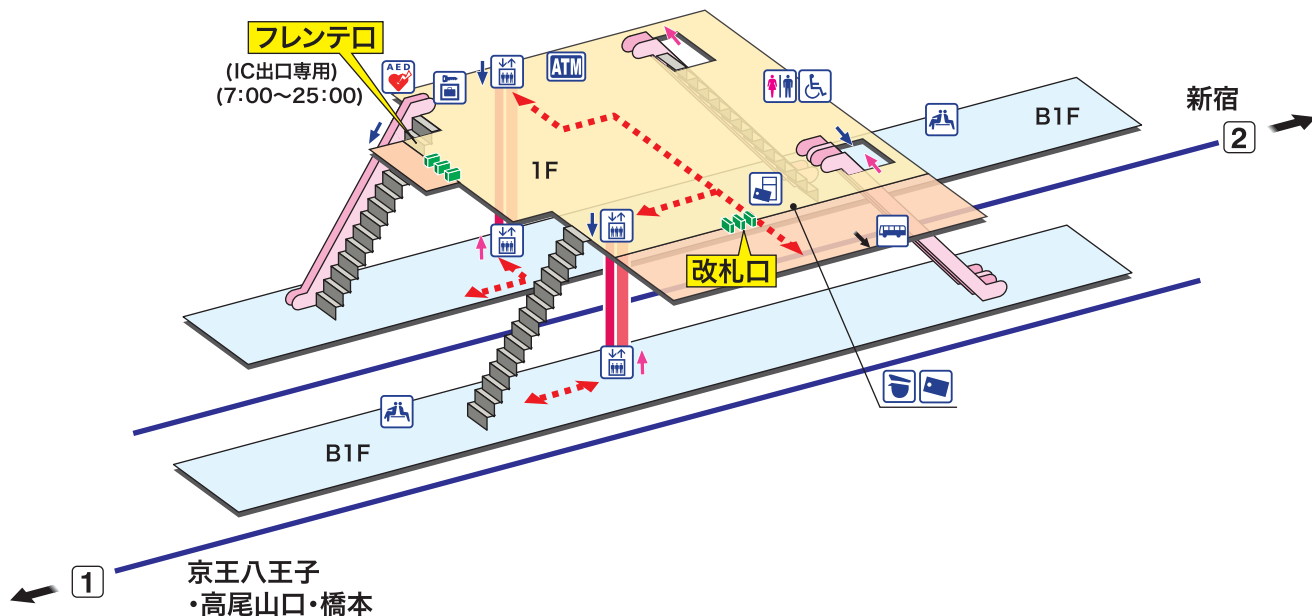 フレンテ口
(IC出口専用)
(7:00〜25:00)
AED
ATM
1F
B1F
新宿
2
改札口
B1F
1
京王八王子
・高尾山口・橋本